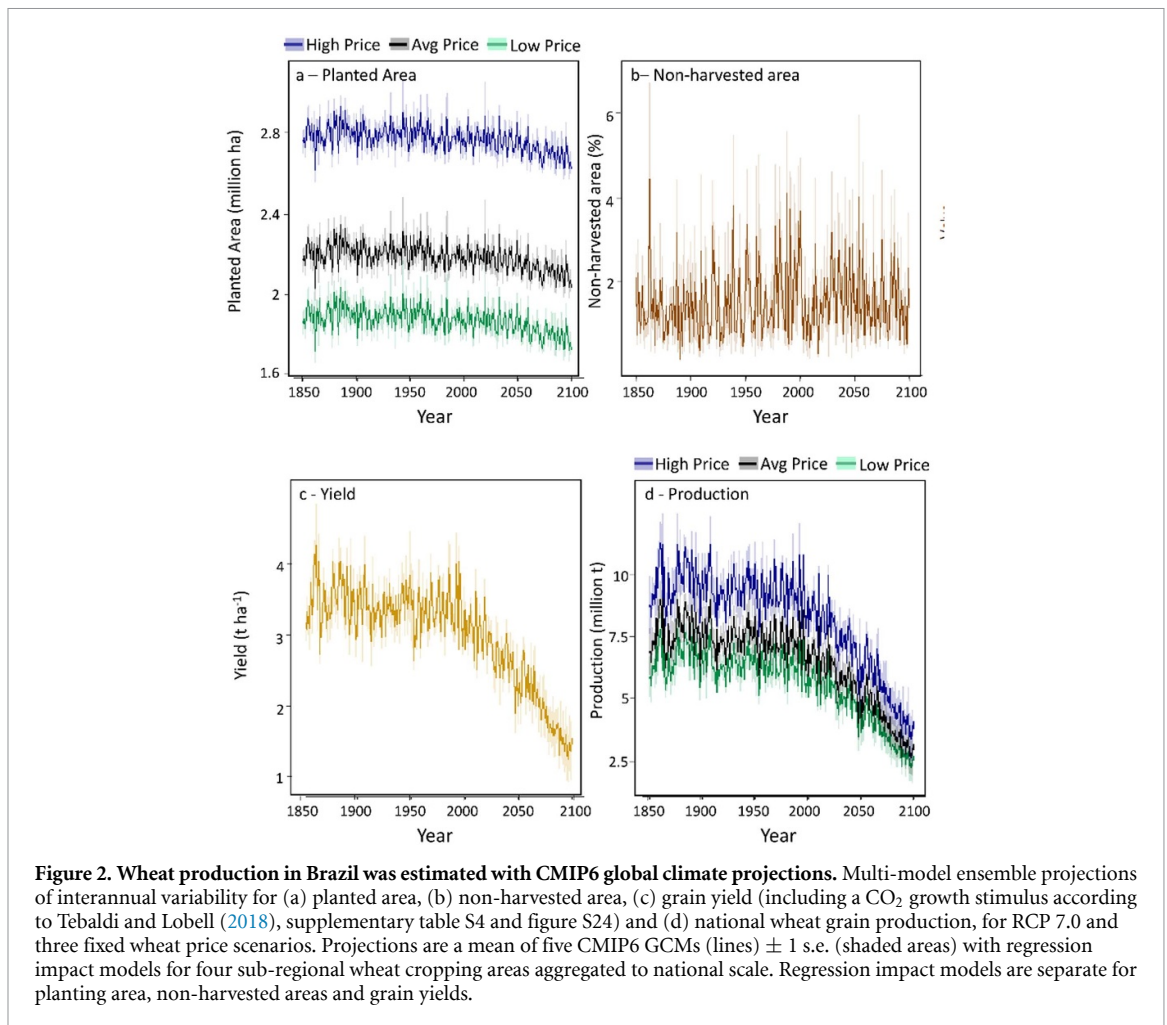 High Price Avg Price Low Price
a – Planted Area
Planted Area (million ha)
2.8
2.4
2
1.6
1850 1900 1950 2000 2050 2100
Year
b– Non-harvested area
Non-harvested area (%)
6
4
2
1850 1900 1950 2000 2050 2100
Year
c - Yield
Yield (t ha⁻¹)
4
3
2
1
1850 1900 1950 2000 2050 2100
Year
High Price Avg Price Low Price
d - Production
Production (million t)
10
7.5
5
2.5
1850 1900 1950 2000 2050 2100
Year
Figure 2. Wheat production in Brazil was estimated with CMIP6 global climate projections. Multi-model ensemble projections
of interannual variability for (a) planted area, (b) non-harvested area, (c) grain yield (including a CO₂ growth stimulus according
to Tebaldi and Lobell (2018), supplementary table S4 and figure S24) and (d) national wheat grain production, for RCP 7.0 and
three fixed wheat price scenarios. Projections are a mean of five CMIP6 GCMs (lines) ± 1 s.e. (shaded areas) with regression
impact models for four sub-regional wheat cropping areas aggregated to national scale. Regression impact models are separate for
planting area, non-harvested areas and grain yields.